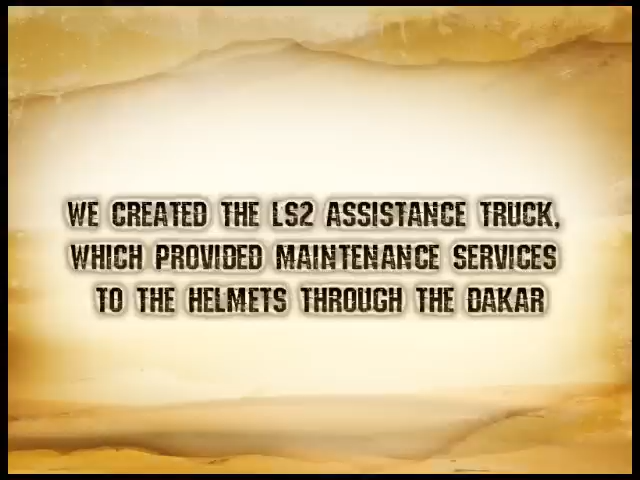 WE CREATED THE LS2 ASSISTANCE TRUCK,
WHICH PROVIDED MAINTENANCE SERVICES
TO THE HELMETS THROUGH THE DAKAR